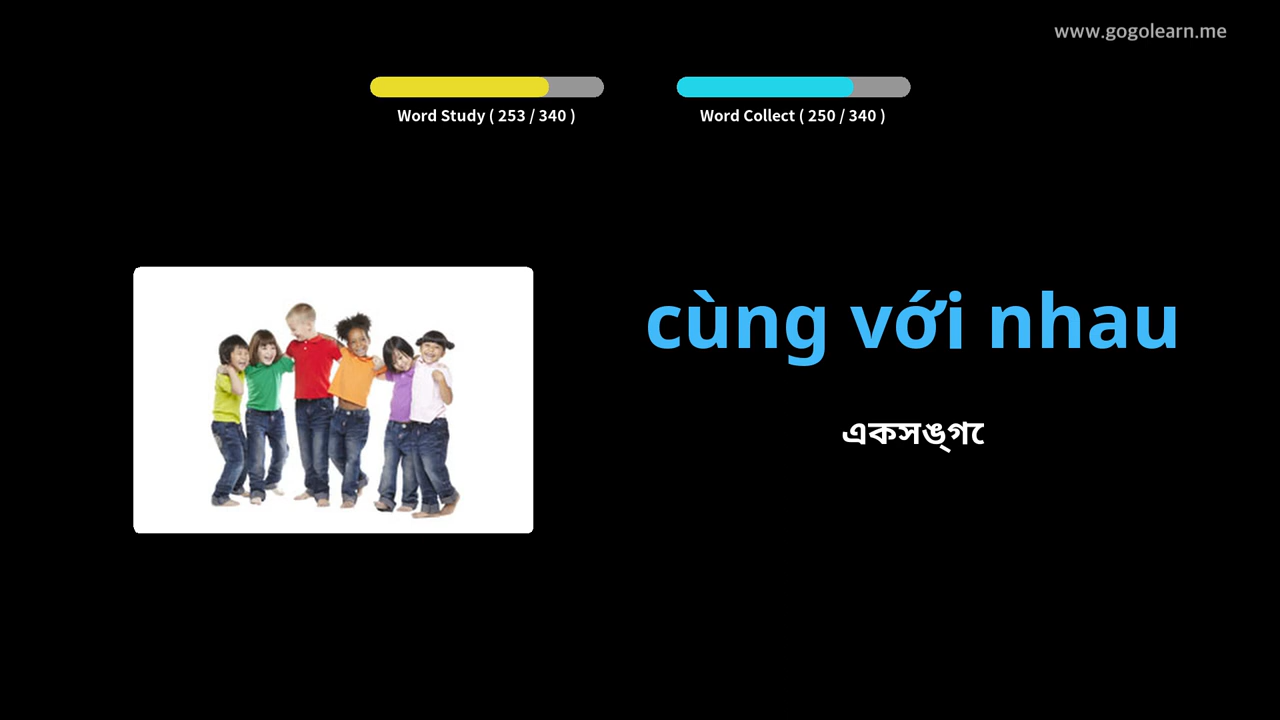 www.gogolearn.me
Word Study ( 253 / 340 )
Word Collect ( 250 / 340 )
cùng với nhau
একসঙ্গে